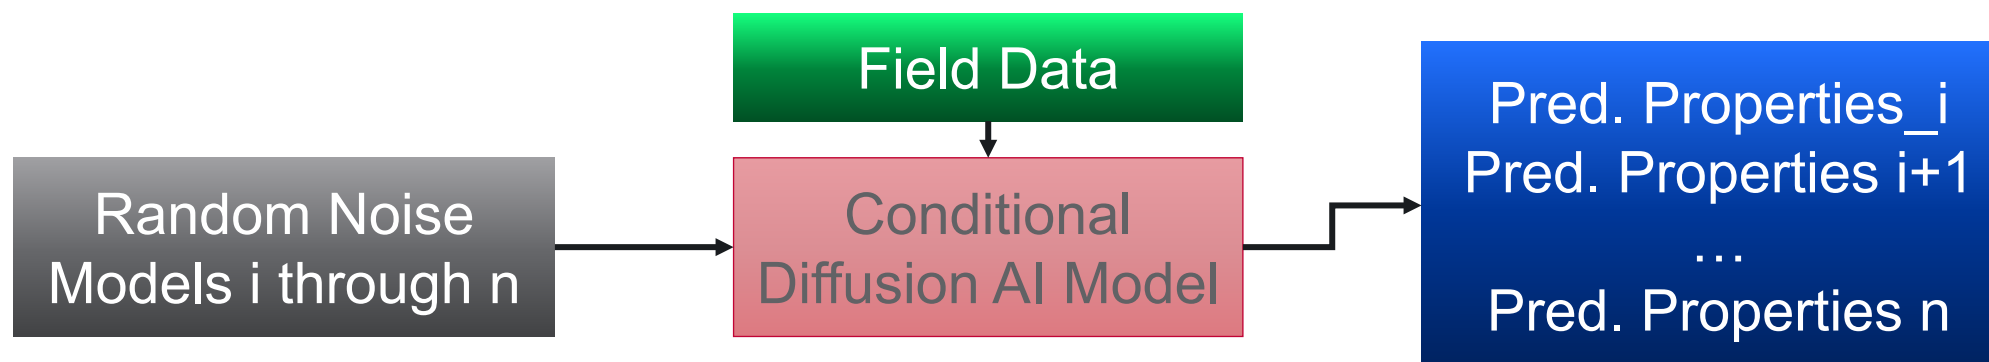 Field Data
Random Noise
Models i through n
Conditional
Diffusion AI Model
Pred. Properties_i
Pred. Properties i+1
…
Pred. Properties n